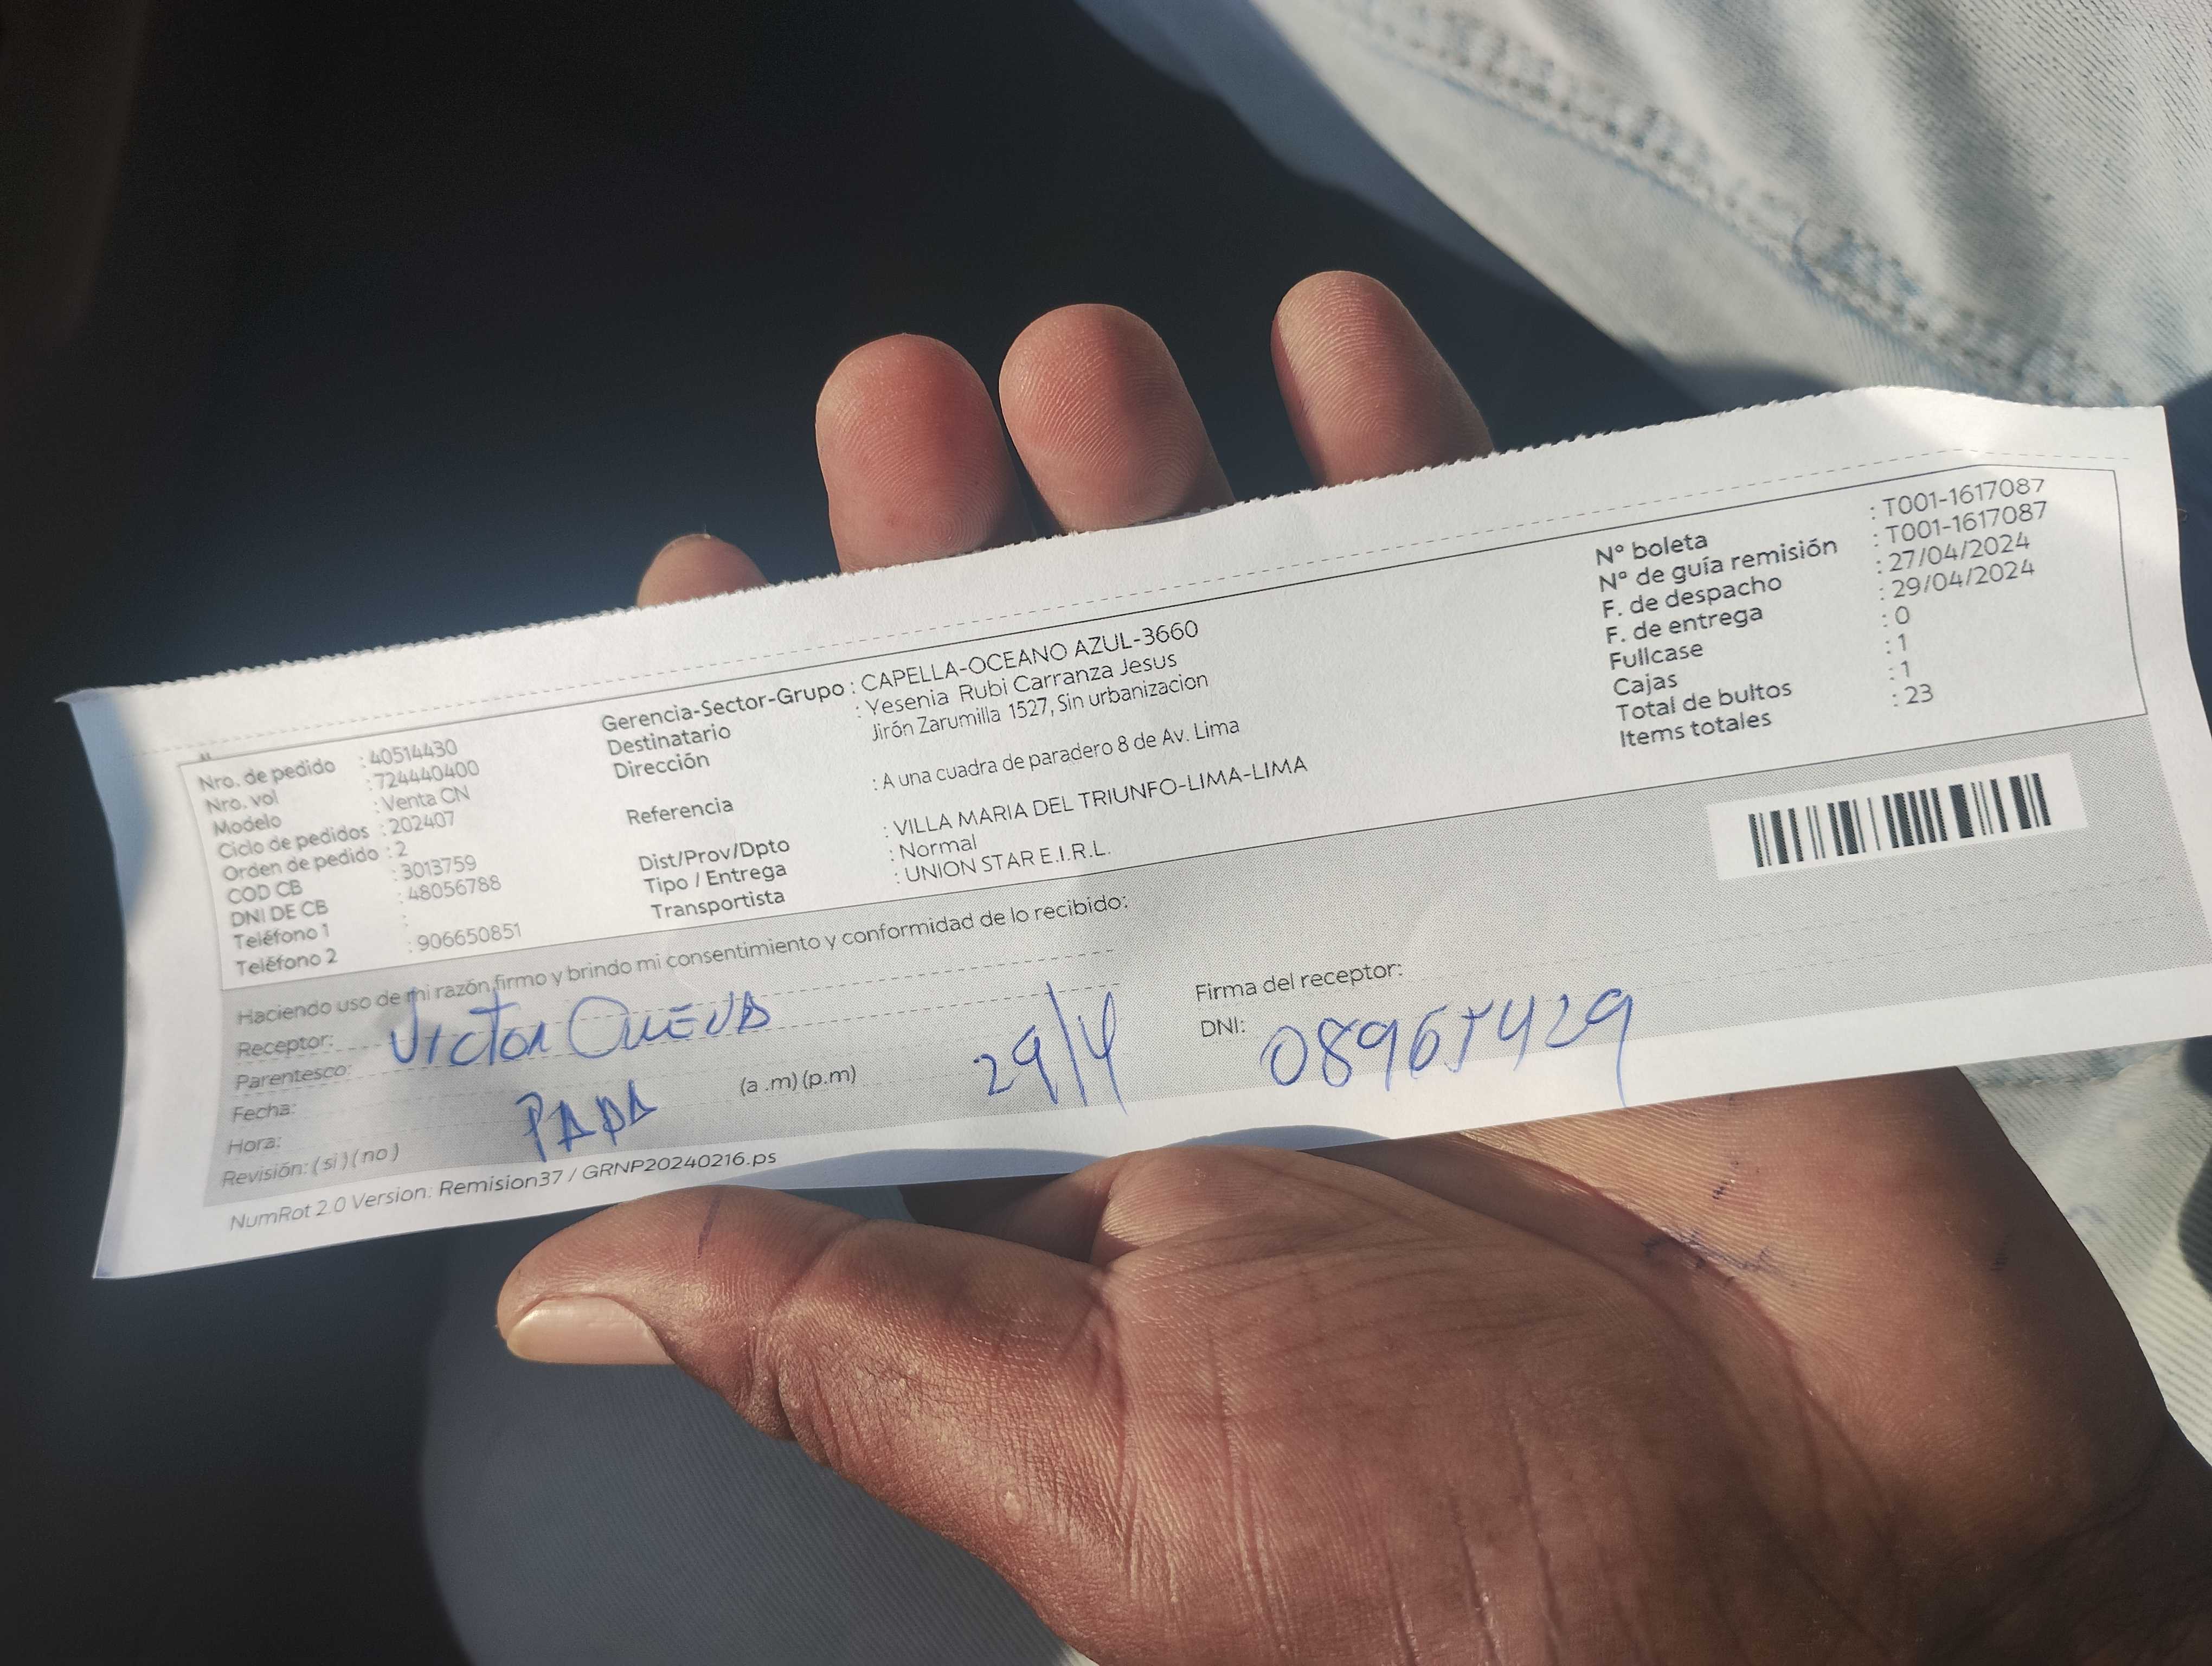 Nro. de pedido : 40514430
Nro. vol : 724440400
Modelo : Venta CN
Ciclo de pedidos : 202407
Orden de pedido : 2
COD CB : 3013759
DNI DE CB : 48056788
Teléfono 1 :
Teléfono 2 : 906650851
Gerencia-Sector-Grupo : CAPELLA-OCEANO AZUL-3660
Destinatario : Yesenia Rubi Carranza Jesus
Dirección Jirón Zarumilla 1527, Sin urbanizacion
Referencia : A una cuadra de paradero 8 de Av. Lima
Dist/Prov/Dpto : VILLA MARIA DEL TRIUNFO-LIMA-LIMA
Tipo / Entrega : Normal
Transportista : UNION STAR E.I.R.L.
N° boleta : T001-1617087
N° de guía remisión : T001-1617087
F. de despacho : 27/04/2024
F. de entrega : 29/04/2024
Fullcase : 0
Cajas : 1
Total de bultos : 1
Items totales : 23
Haciendo uso de mi razón,firmo y brindo mi consentimiento y conformidad de lo recibido:
Receptor: Victor CUEVA
Parentesco:
Fecha: PAPA (a .m) (p.m) 29/4
Hora:
Revisión: ( si ) ( no )
Firma del receptor:
DNI: 08965429
NumRot 2.0 Version: Remision37 / GRNP20240216.ps